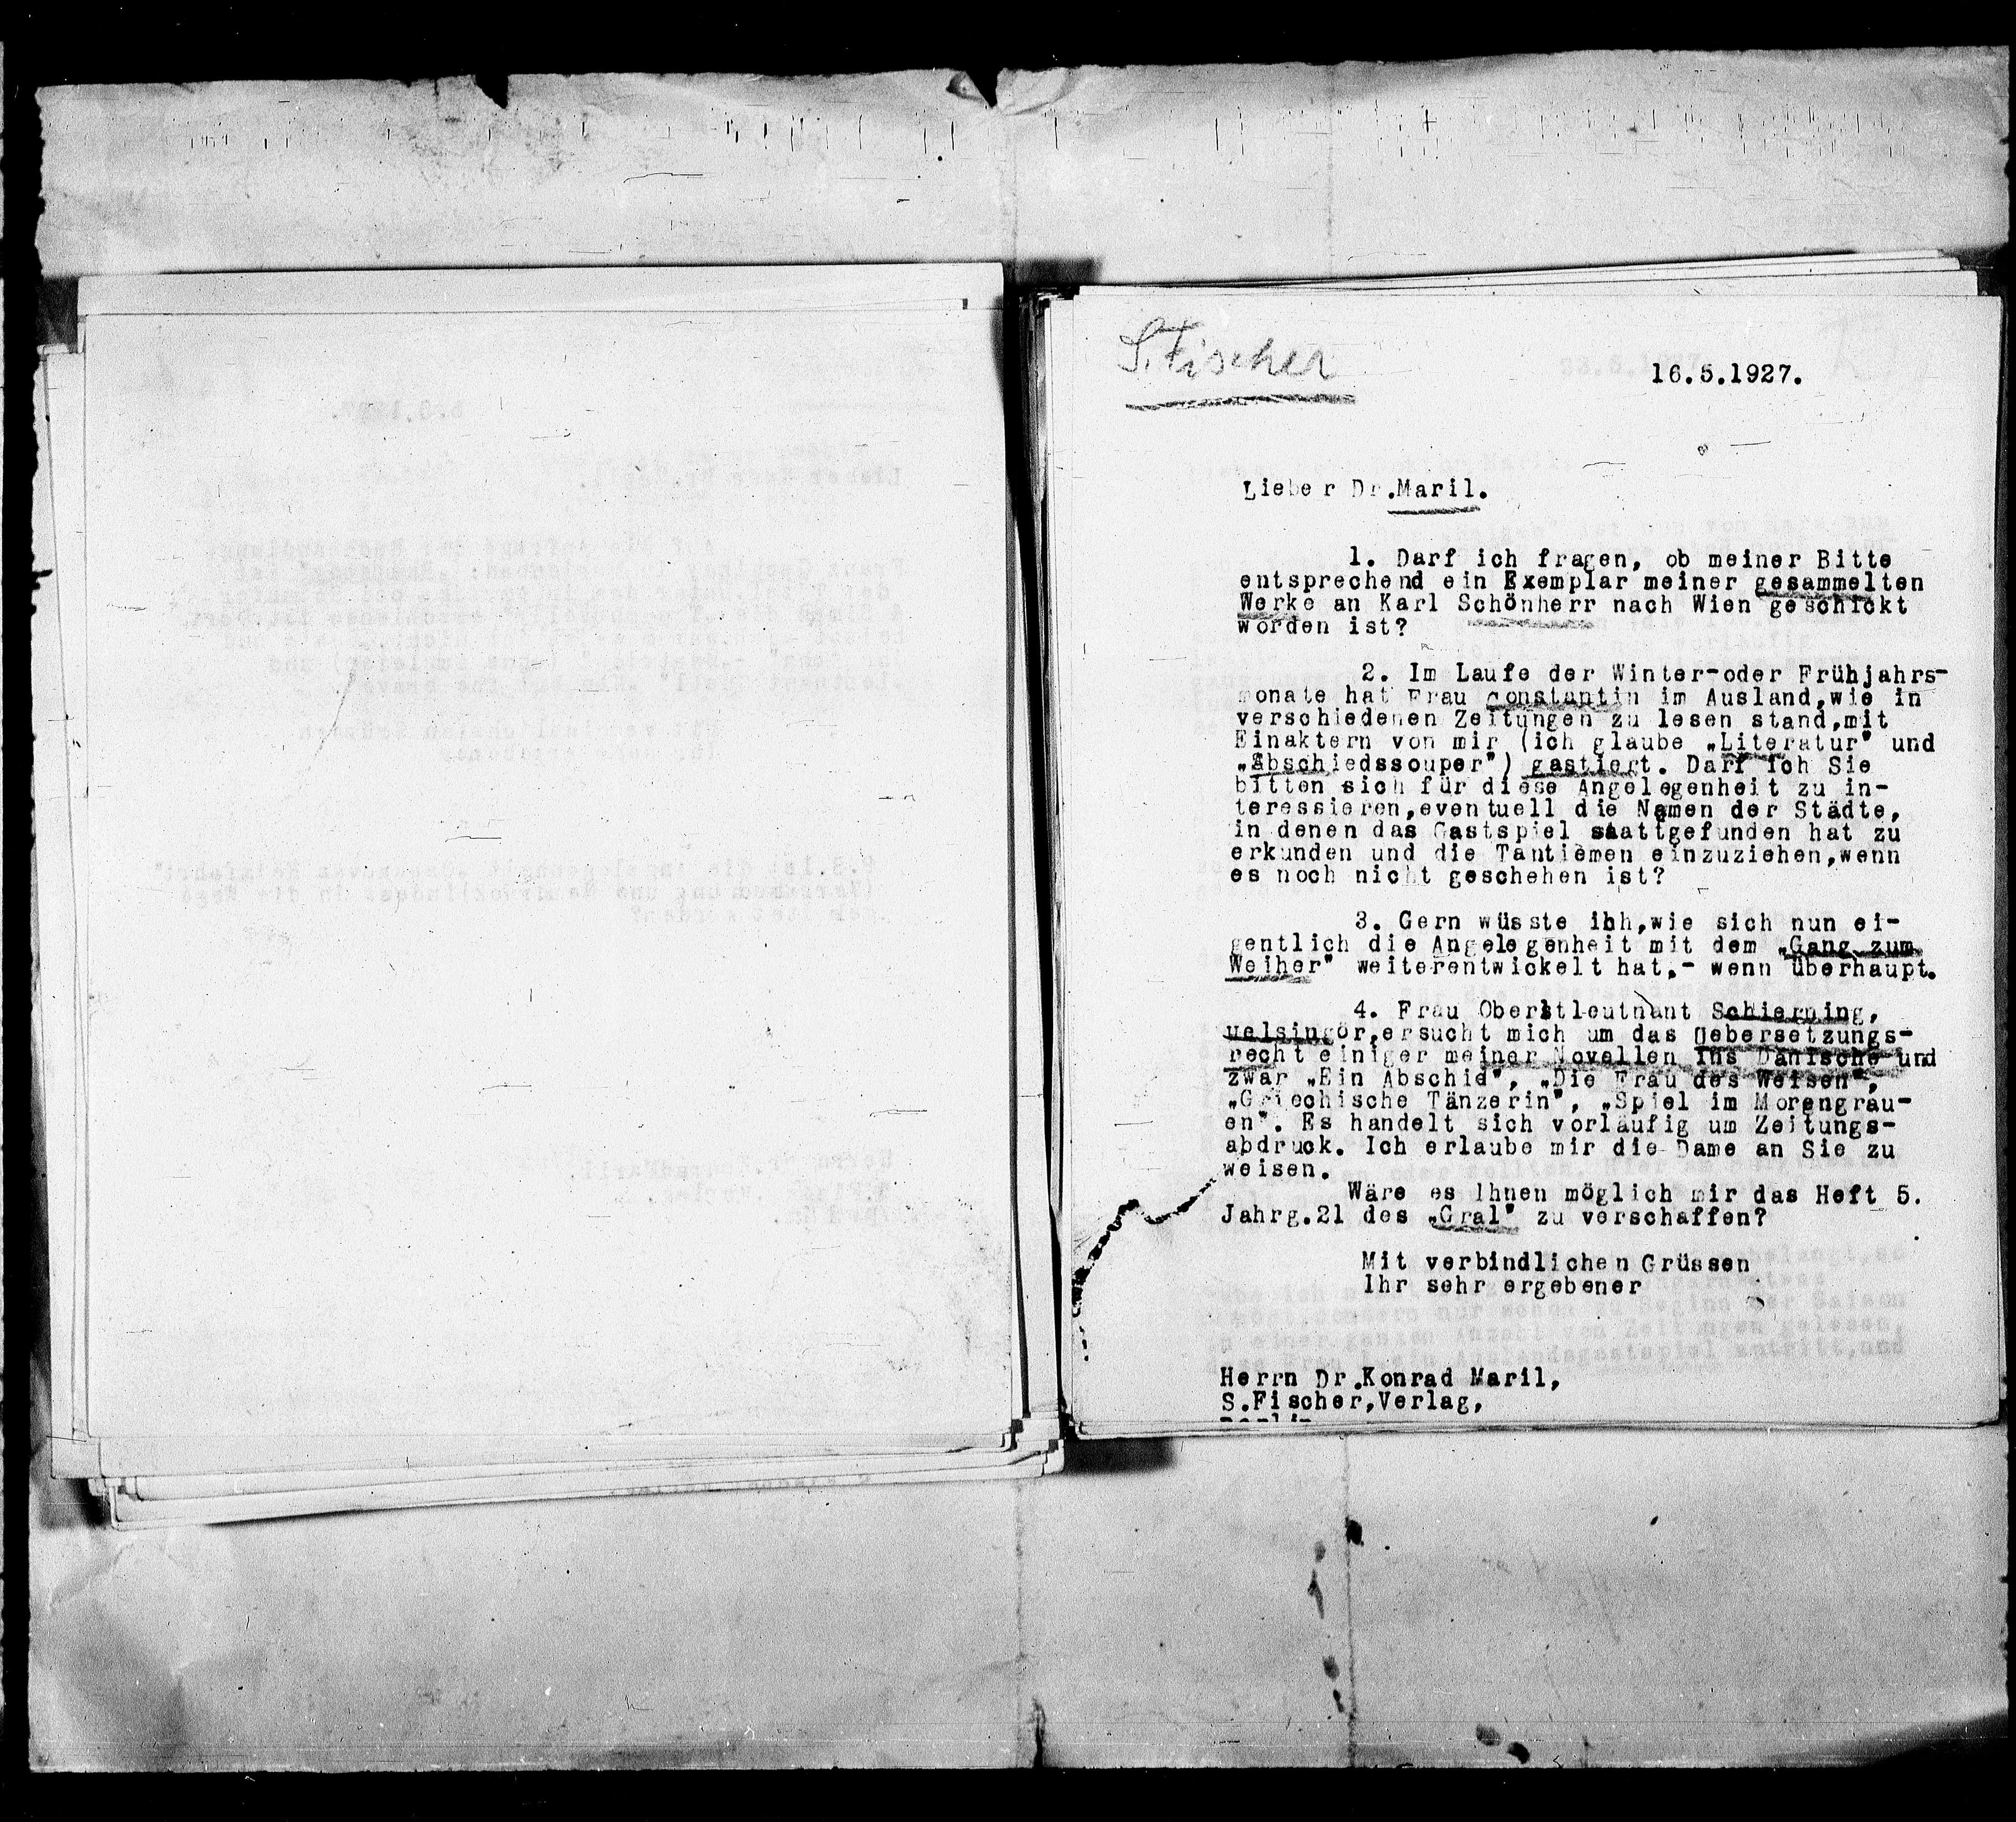 S. Fischer
16.5.1927.
Lieber Dr.Maril.
1. Darf ich fragen, ob meiner Bitte
entsprechend ein Exemplar meiner gesammelten
Werke an Karl Schönherr nach Wien geschickt
worden ist?
2. Im Laufe der Winter-oder Frühjahrs-
monate hat Frau Constantin im Ausland,wie in
verschiedenen Zeitungen zu lesen stand,mit
Einaktern von mir (ich glaube „Literatur" und
„Abschiedssouper") gastiert. Darf ich Sie
bitten sich für diese Angelegenheit zu in-
teressieren,eventuell die Namen der Städte,
in denen das Gastspiel stattgefunden hat zu
erkunden und die Tantièmen einzuziehen,wenn
es noch nicht geschehen ist?
3. Gern wüsste ich,wie sich nun ei-
gentlich die Angelegenheit mit dem „Gang zum
Weiher" weiterentwickelt hat,- wenn überhaupt.
4. Frau Oberstleutnant Schierning,
Helsingör,ersucht mich um das Uebersetzungs-
recht einiger meiner Novellen ins Dänische und
zwar „Ein Abschid", „Die Frau des Weisen",
„Griechische Tänzerin", „Spiel im Morengrau-
en". Es handelt sich vorläufig um Zeitungs-
abdruck. Ich erlaube mir die Dame an Sie zu
weisen.
Wäre es Ihnen möglich mir das Heft 5.
Jahrg.21 des „Gral" zu verschaffen?
Mit verbindlichen Grüssen
Ihr sehr ergebener
Herrn Dr.Konrad Maril,
S.Fischer,Verlag,
Berlin